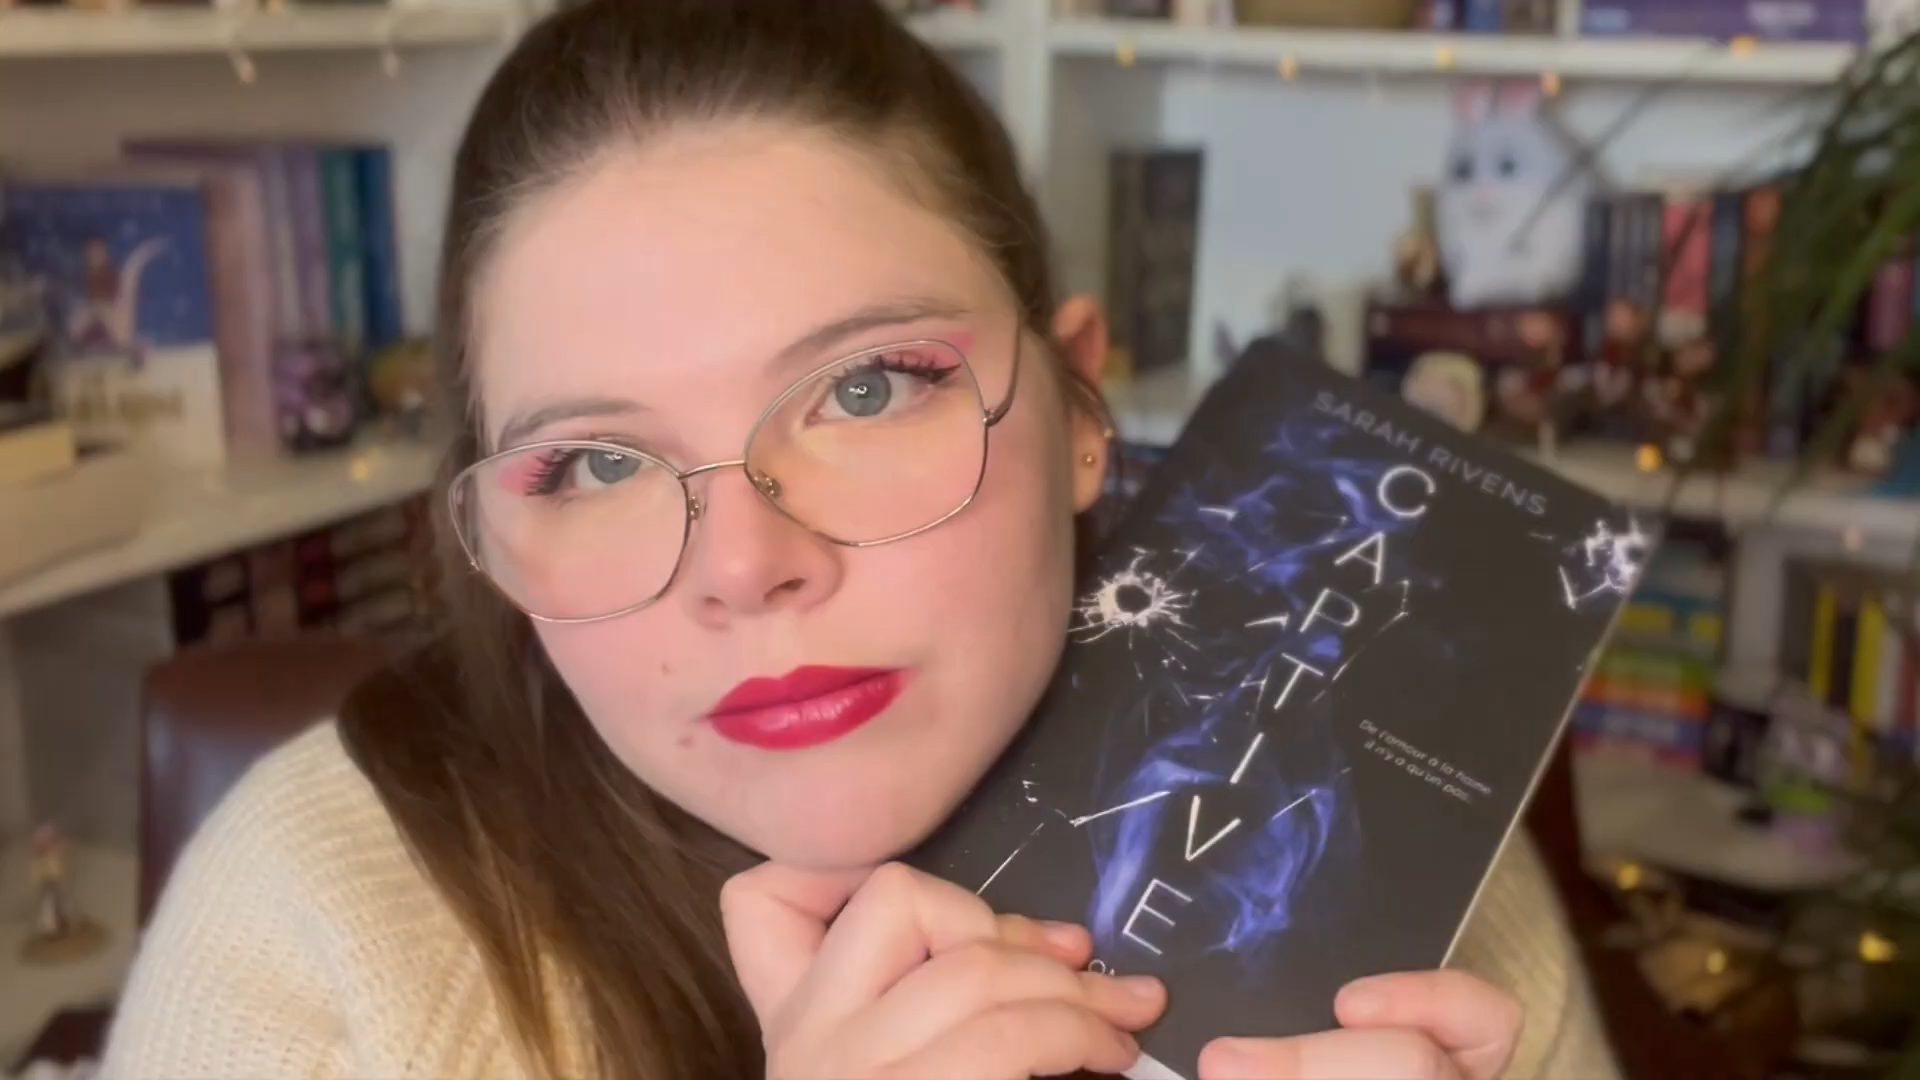 SARAH RIVENS
CAPTIVE
De l'amour à la haine
il n'y a qu'un pas...